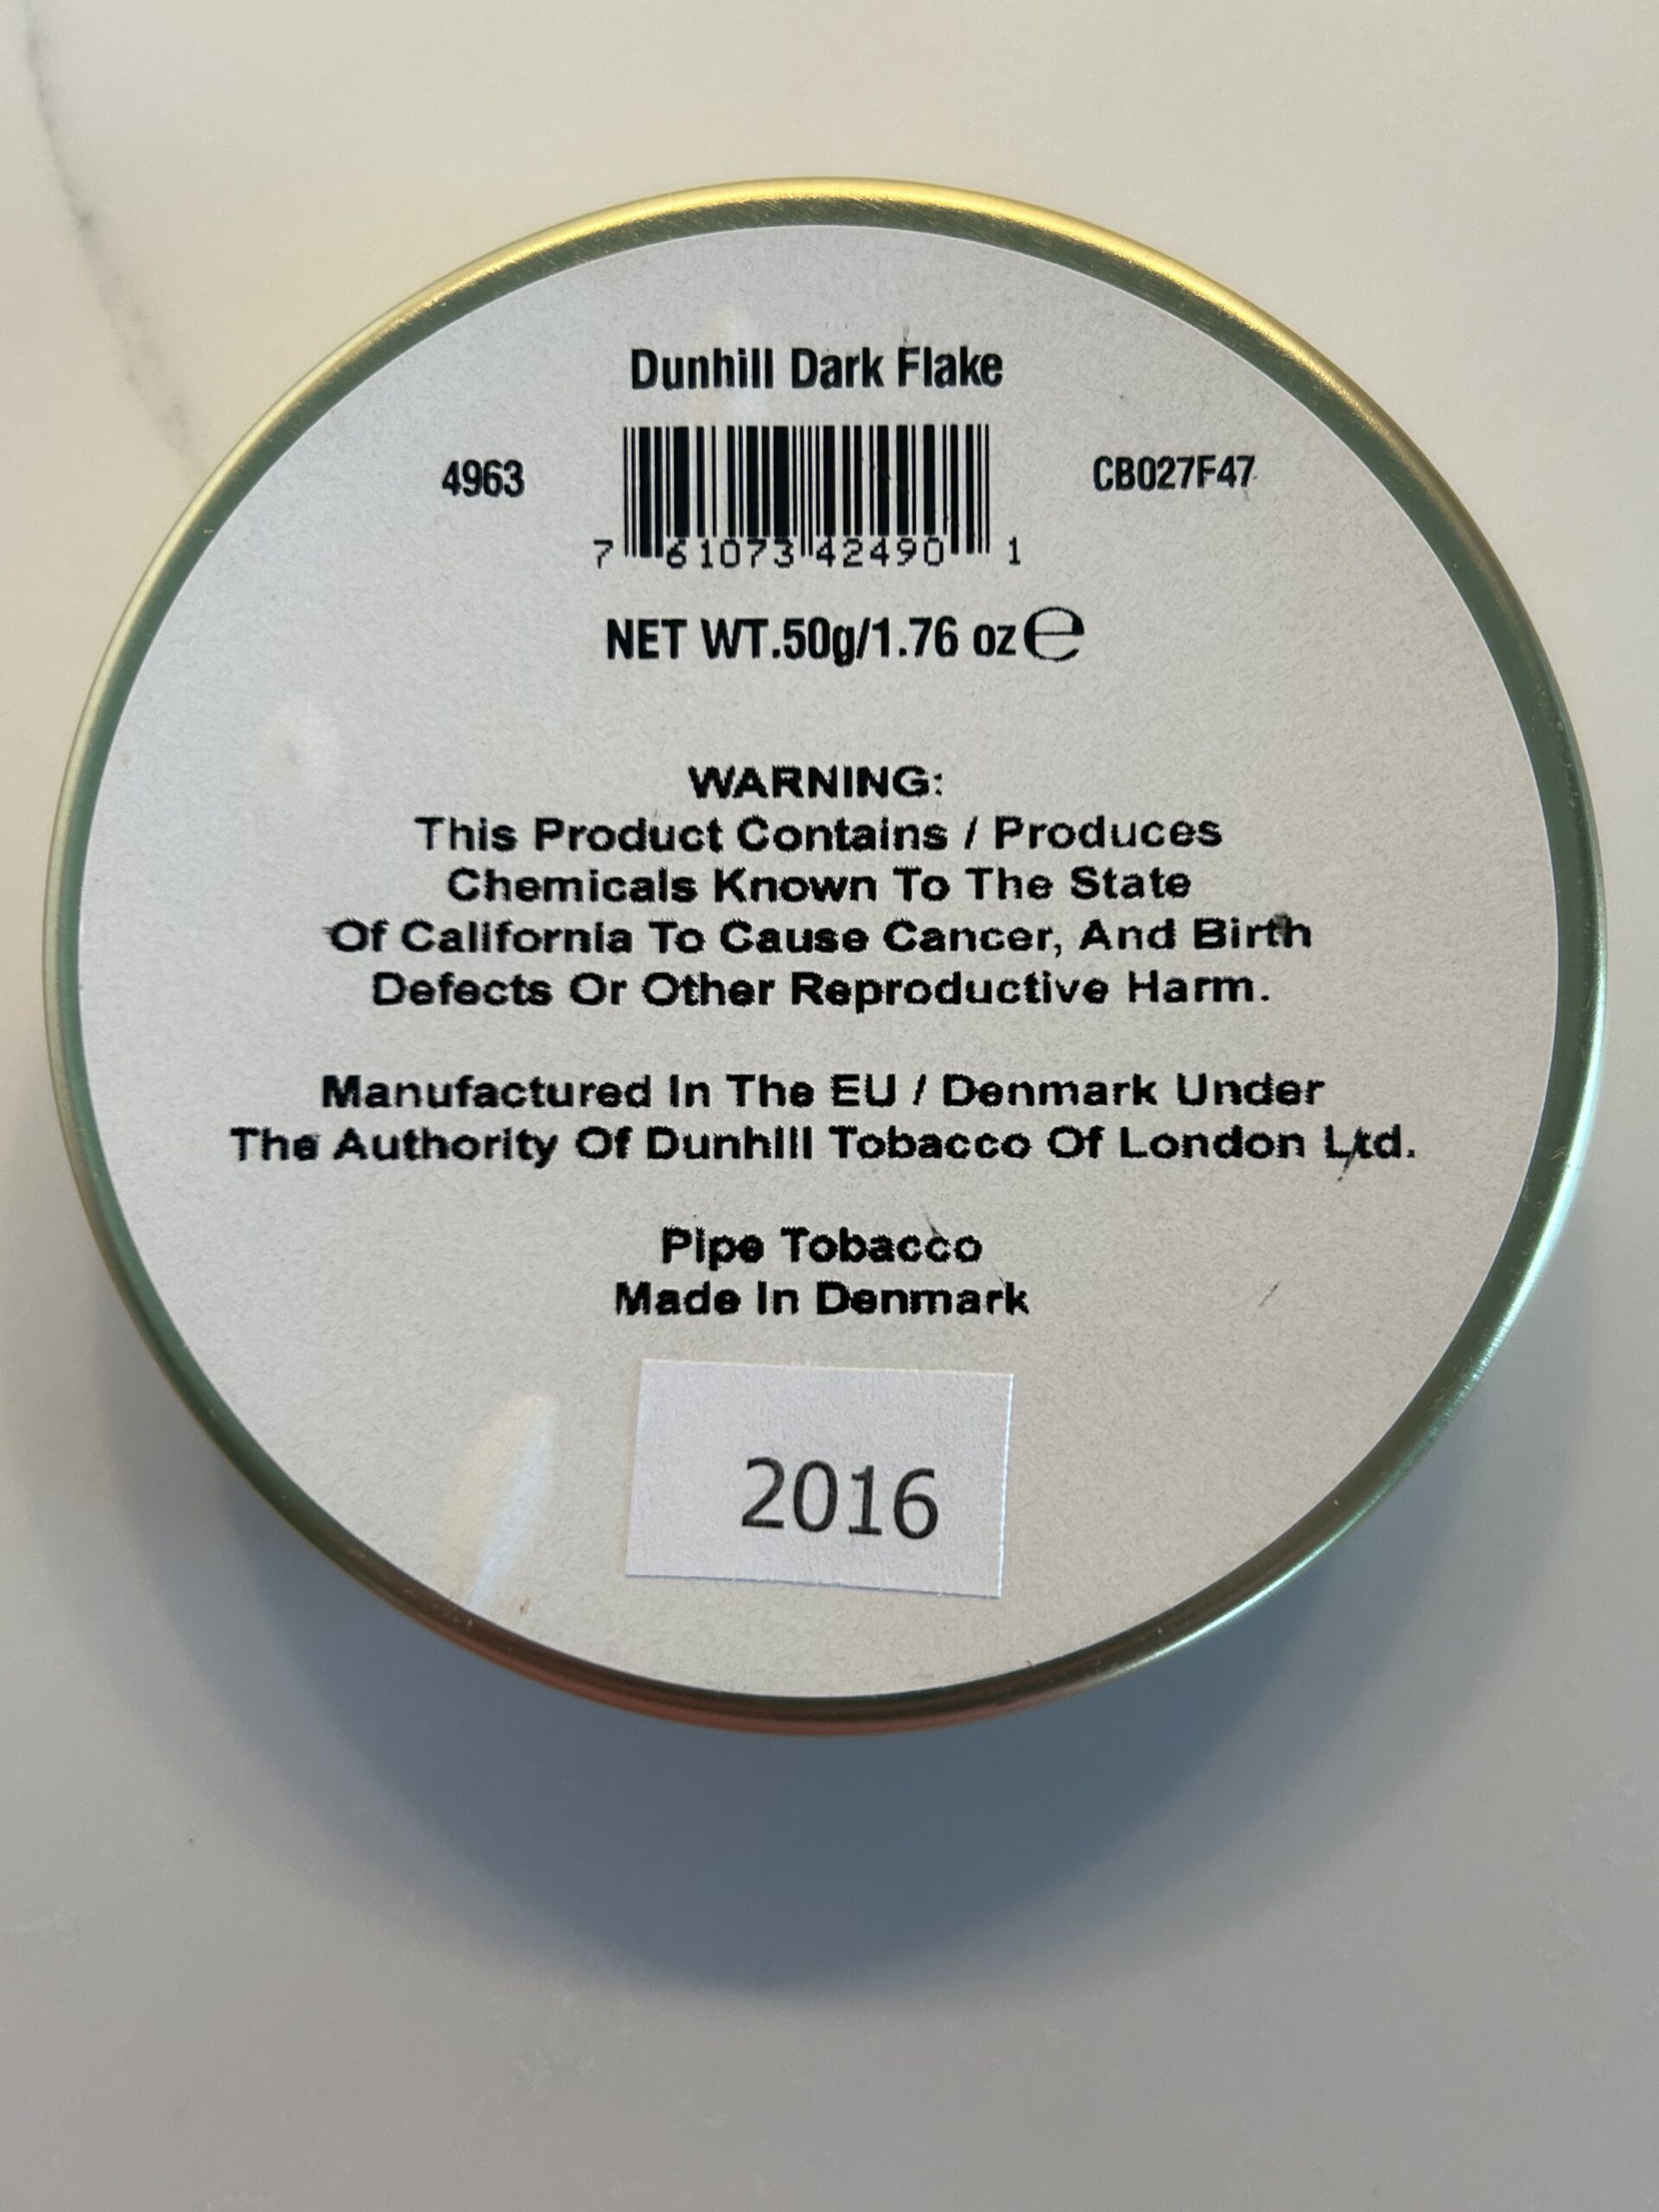 Dunhill Dark Flake
4963
CB027F47
7 61073 42490 1
NET WT.50g/1.76 oz ℮
WARNING:
This Product Contains / Produces
Chemicals Known To The State
Of California To Cause Cancer, And Birth
Defects Or Other Reproductive Harm.
Manufactured In The EU / Denmark Under
The Authority Of Dunhill Tobacco Of London Ltd.
Pipe Tobacco
Made In Denmark
2016